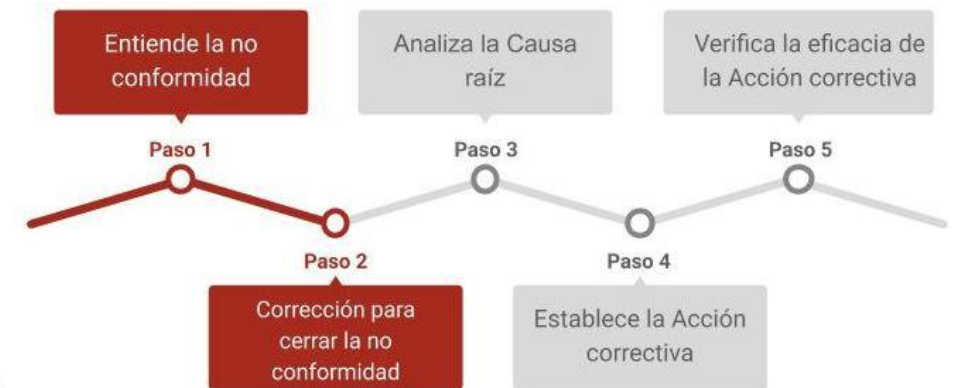 Entiende la no
conformidad
Paso 1
Paso 2
Corrección para
cerrar la no
conformidad
Analiza la Causa
raíz
Paso 3
Paso 4
Establece la Acción
correctiva
Verifica la eficacia de
la Acción correctiva
Paso 5